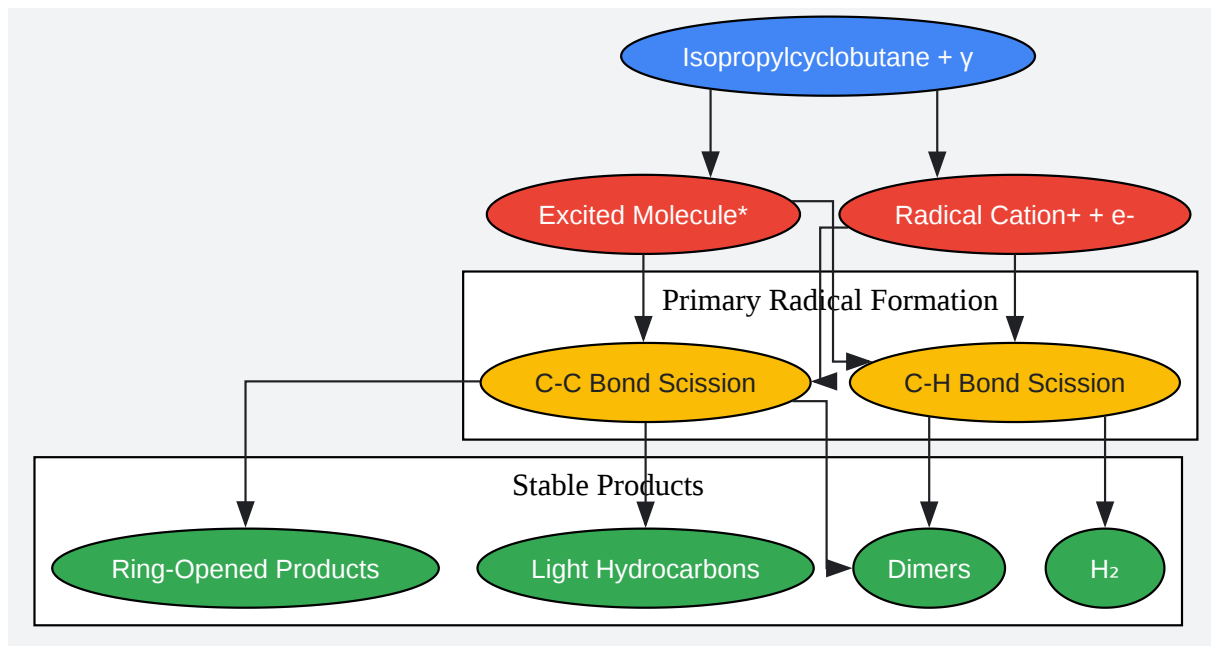 Isopropylcyclobutane + γ
Excited Molecule*
Radical Cation+ + e-
Primary Radical Formation
C-C Bond Scission
C-H Bond Scission
Stable Products
Ring-Opened Products
Light Hydrocarbons
Dimers
H₂